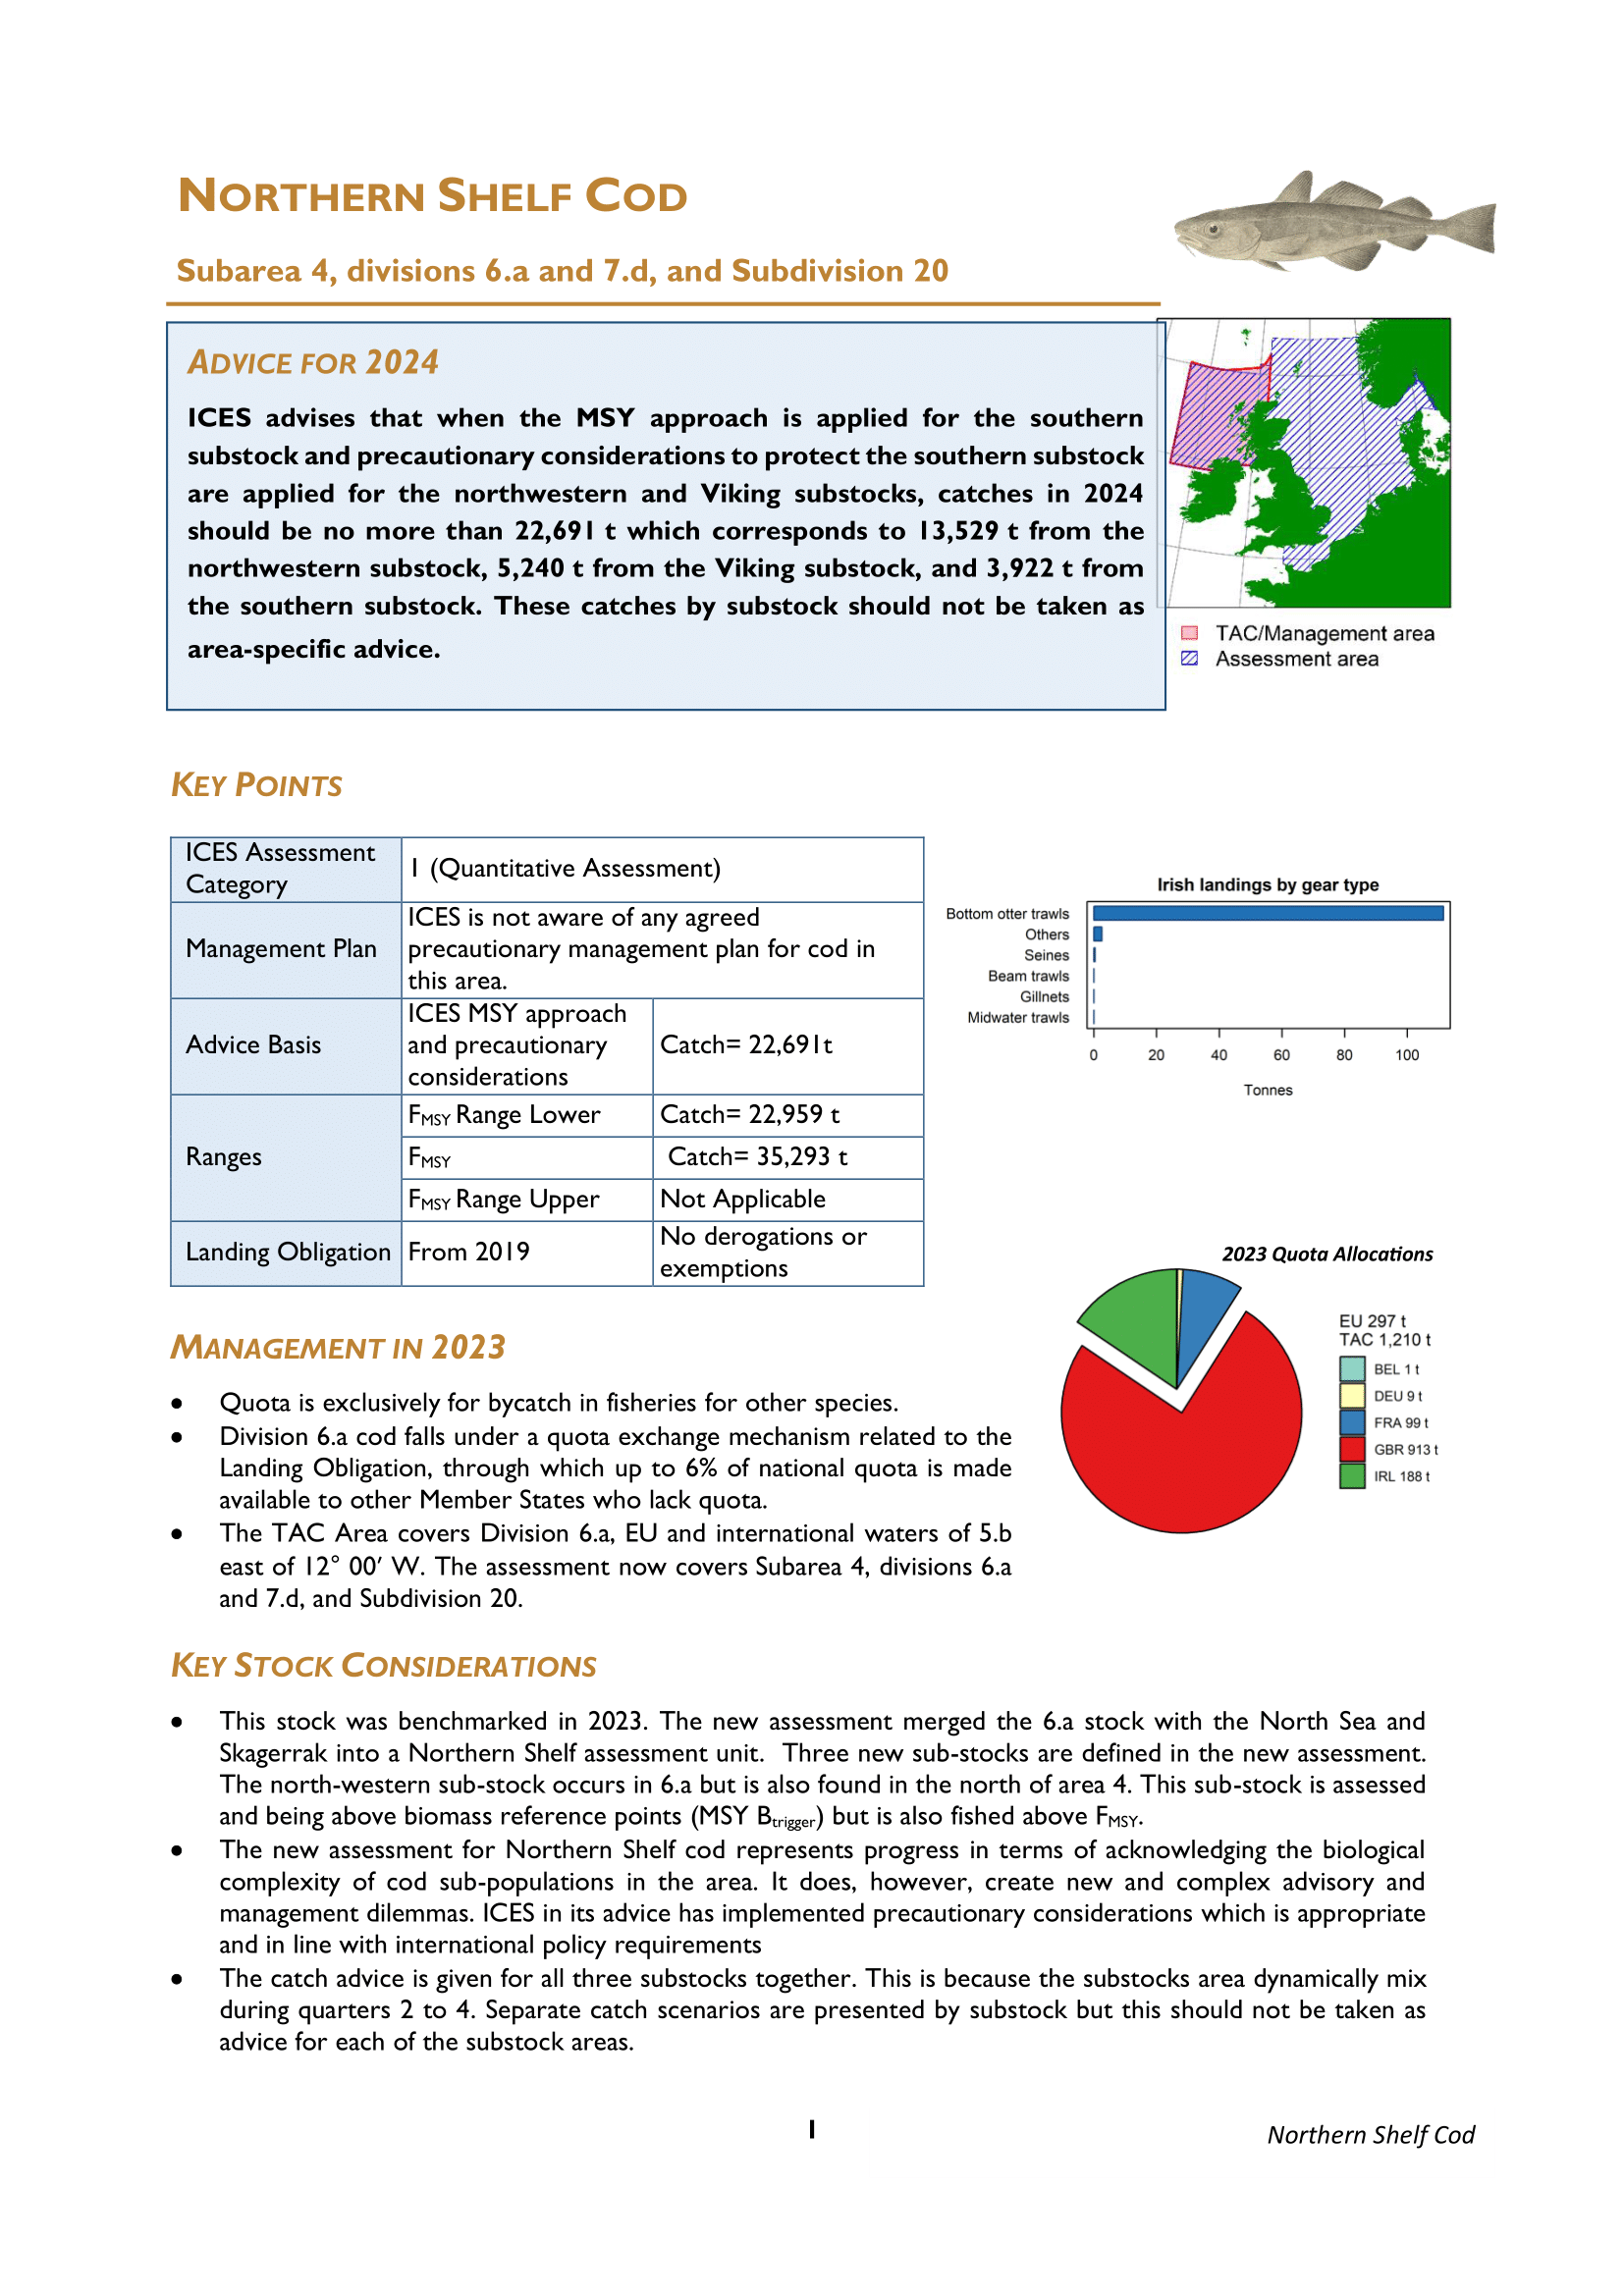 NORTHERN SHELF COD
Subarea 4, divisions 6.a and 7.d, and Subdivision 20
ADVICE FOR 2024
ICES advises that when the MSY approach is applied for the southern
substock and precautionary considerations to protect the southern substock
are applied for the northwestern and Viking substocks, catches in 2024
should be no more than 22,691 t which corresponds to 13,529 t from the
northwestern substock, 5,240 t from the Viking substock, and 3,922 t from
the southern substock. These catches by substock should not be taken as
area-specific advice.
TAC/Management area
Assessment area
KEY POINTS
ICES Assessment
Category
1 (Quantitative Assessment)
Management Plan
ICES is not aware of any agreed
precautionary management plan for cod in
this area.
Advice Basis
ICES MSY approach
and precautionary
considerations
Catch= 22,691t
Ranges
FMSY Range Lower
Catch= 22,959 t
FMSY
Catch= 35,293 t
FMSY Range Upper
Not Applicable
Landing Obligation
From 2019
No derogations or
exemptions
Irish landings by gear type
Bottom otter trawls
Others
Seines
Beam trawls
Gillnets
Midwater trawls
0 20 40 60 80 100
Tonnes
2023 Quota Allocations
EU 297 t
TAC 1,210 t
BEL 1 t
DEU 9 t
FRA 99 t
GBR 913 t
IRL 188 t
MANAGEMENT IN 2023
• Quota is exclusively for bycatch in fisheries for other species.
• Division 6.a cod falls under a quota exchange mechanism related to the
Landing Obligation, through which up to 6% of national quota is made
available to other Member States who lack quota.
• The TAC Area covers Division 6.a, EU and international waters of 5.b
east of 12° 00′ W. The assessment now covers Subarea 4, divisions 6.a
and 7.d, and Subdivision 20.
KEY STOCK CONSIDERATIONS
• This stock was benchmarked in 2023. The new assessment merged the 6.a stock with the North Sea and
Skagerrak into a Northern Shelf assessment unit. Three new sub-stocks are defined in the new assessment.
The north-western sub-stock occurs in 6.a but is also found in the north of area 4. This sub-stock is assessed
and being above biomass reference points (MSY Btrigger) but is also fished above FMSY.
• The new assessment for Northern Shelf cod represents progress in terms of acknowledging the biological
complexity of cod sub-populations in the area. It does, however, create new and complex advisory and
management dilemmas. ICES in its advice has implemented precautionary considerations which is appropriate
and in line with international policy requirements
• The catch advice is given for all three substocks together. This is because the substocks area dynamically mix
during quarters 2 to 4. Separate catch scenarios are presented by substock but this should not be taken as
advice for each of the substock areas.
1
Northern Shelf Cod